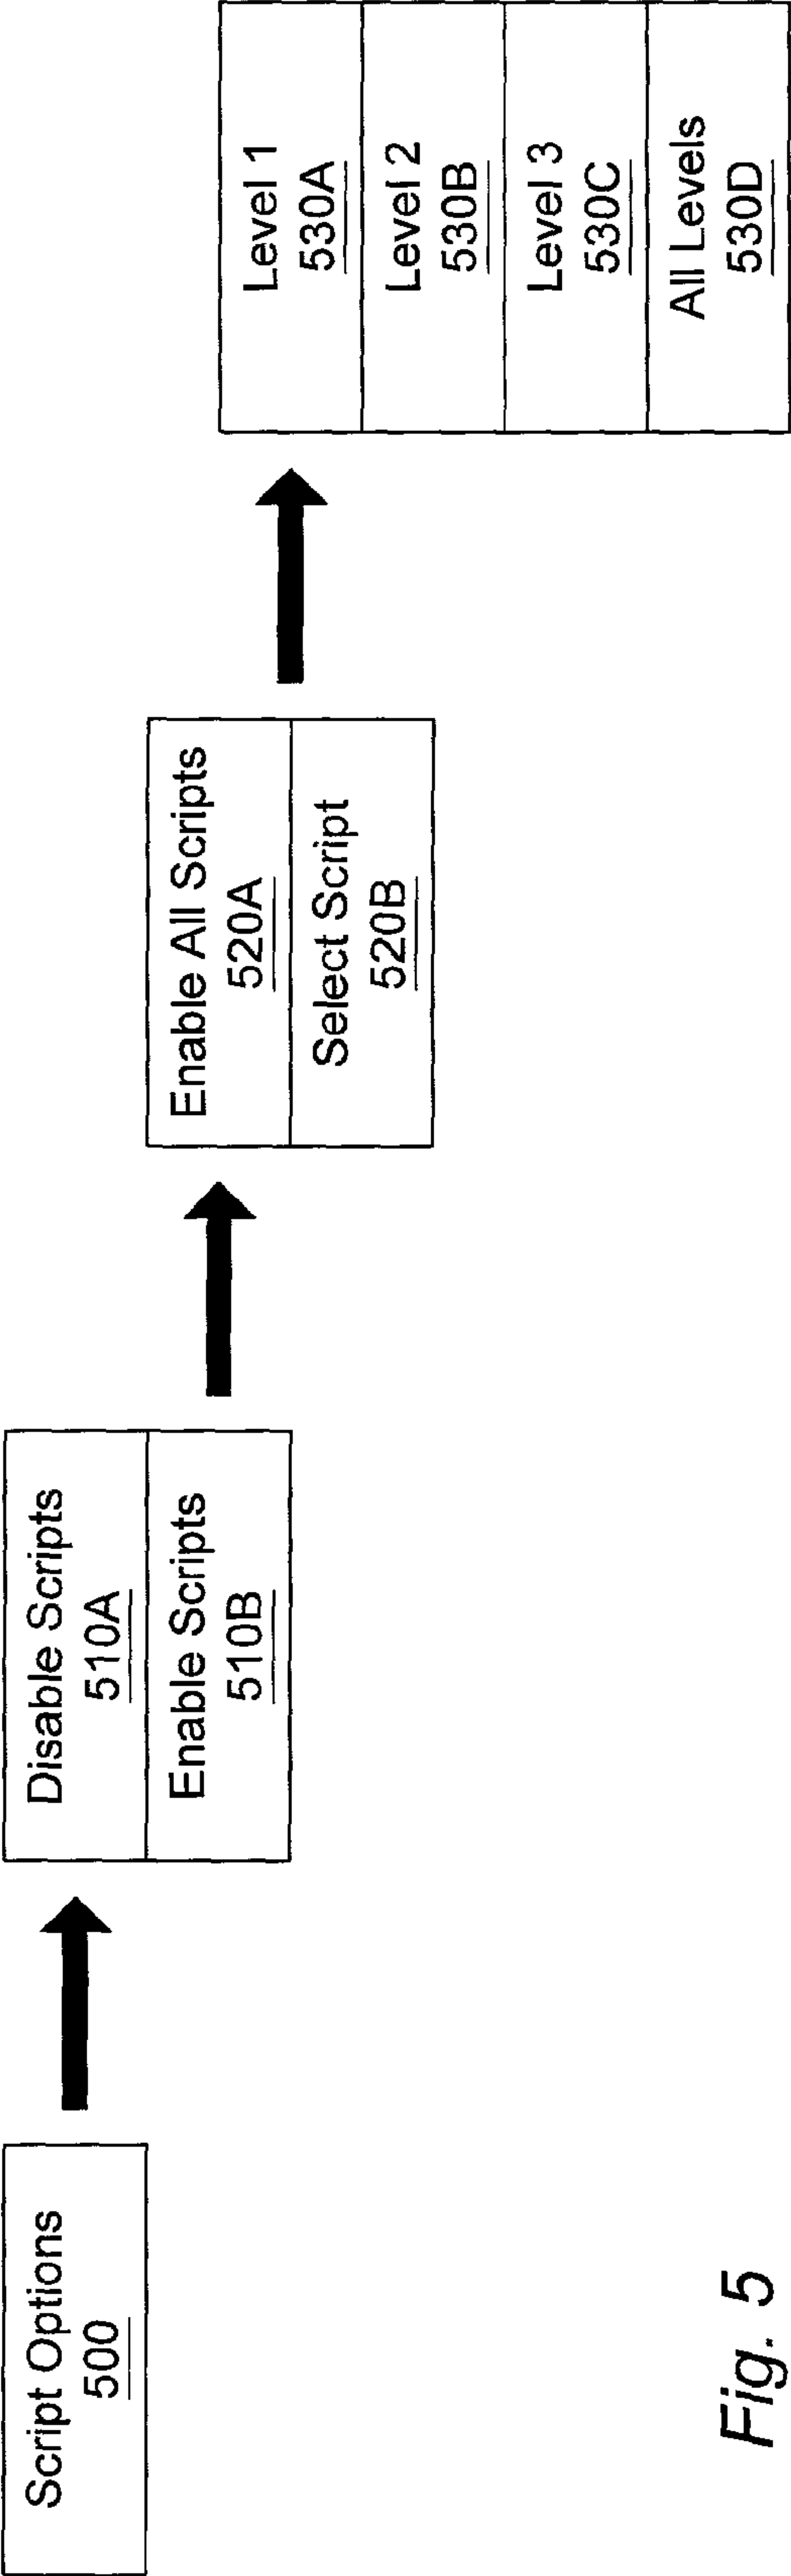 Script Options
500
Disable Scripts
510A
Enable Scripts
510B
Enable All Scripts
520A
Select Script
520B
Level 1
530A
Level 2
530B
Level 3
530C
All Levels
530D
Fig. 5